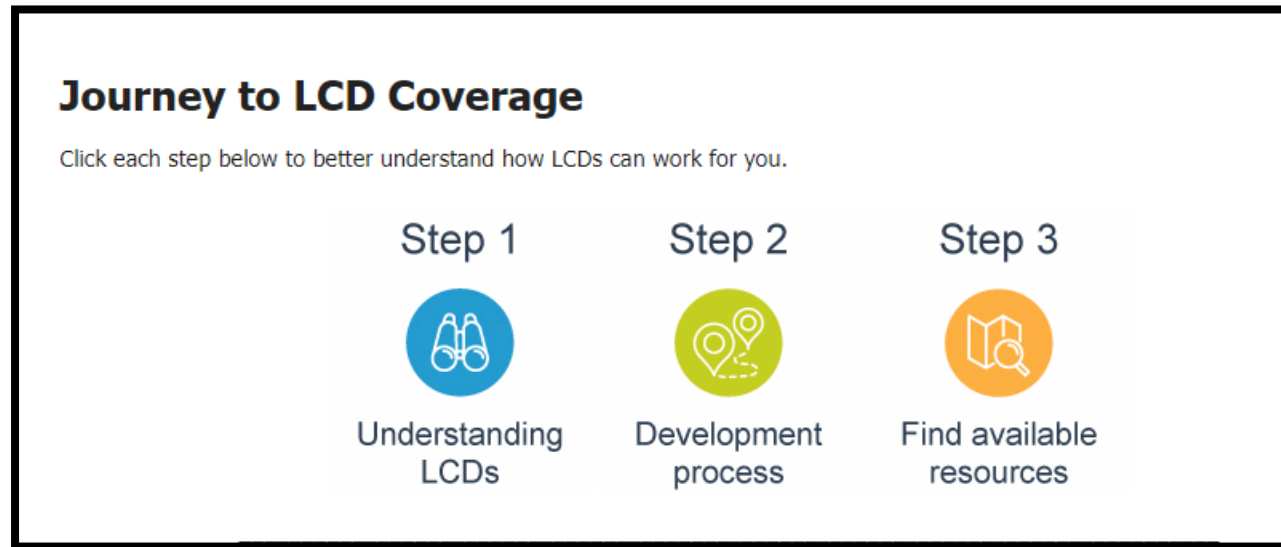 Journey to LCD Coverage
Click each step below to better understand how LCDs can work for you.
Step 1
Step 2
Step 3
Understanding
LCDs
Development
process
Find available
resources